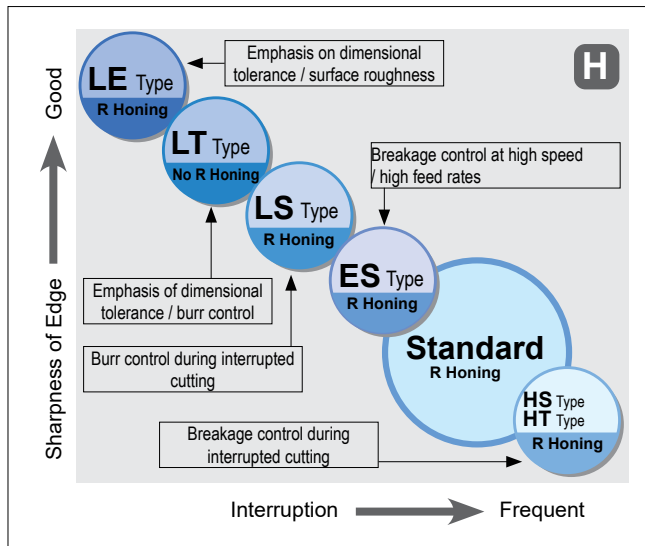 Good
Sharpness of Edge
H
LE Type
R Honing
Emphasis on dimensional
tolerance / surface roughness
LT Type
No R Honing
Breakage control at high speed
/ high feed rates
LS Type
R Honing
ES Type
R Honing
Emphasis of dimensional
tolerance / burr control
Standard
R Honing
Burr control during interrupted
cutting
HS Type
HT Type
R Honing
Breakage control during
interrupted cutting
Interruption
Frequent